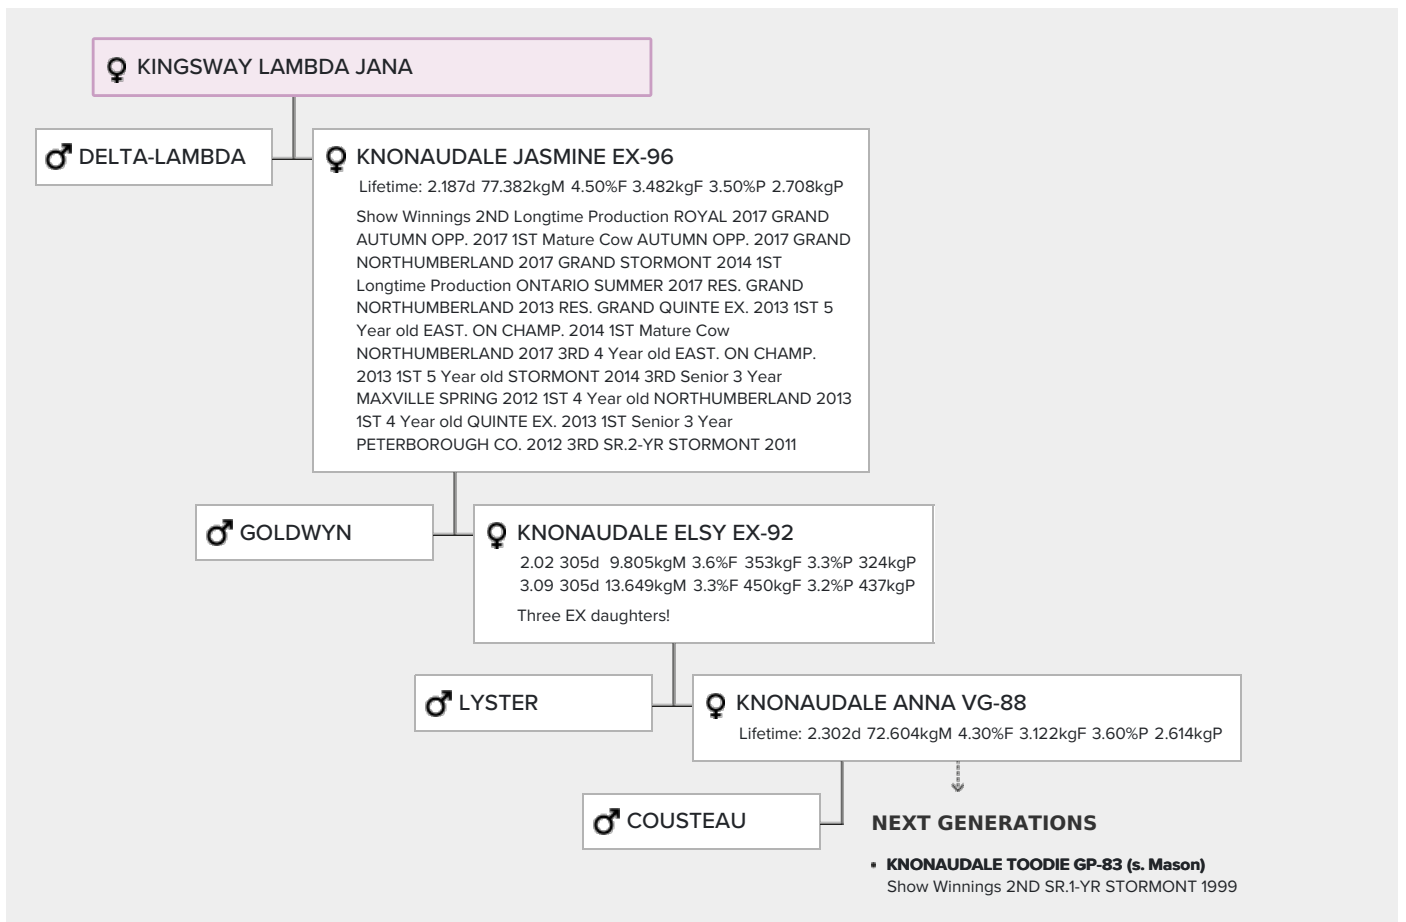 KINGSWAY LAMBDA JANA
DELTA-LAMBDA
KNONAUDALE JASMINE EX-96
Lifetime: 2.187d 77.382kgM 4.50%F 3.482kgF 3.50%P 2.708kgP
Show Winnings 2ND Longtime Production ROYAL 2017 GRAND
AUTUMN OPP. 2017 1ST Mature Cow AUTUMN OPP. 2017 GRAND
NORTHUMBERLAND 2017 GRAND STORMONT 2014 1ST
Longtime Production ONTARIO SUMMER 2017 RES. GRAND
NORTHUMBERLAND 2013 RES. GRAND QUINTE EX. 2013 1ST 5
Year old EAST. ON CHAMP. 2014 1ST Mature Cow
NORTHUMBERLAND 2017 3RD 4 Year old EAST. ON CHAMP.
2013 1ST 5 Year old STORMONT 2014 3RD Senior 3 Year
MAXVILLE SPRING 2012 1ST 4 Year old NORTHUMBERLAND 2013
1ST 4 Year old QUINTE EX. 2013 1ST Senior 3 Year
PETERBOROUGH CO. 2012 3RD SR.2-YR STORMONT 2011
GOLDWYN
KNONAUDALE ELSY EX-92
2.02 305d 9.805kgM 3.6%F 353kgF 3.3%P 324kgP
3.09 305d 13.649kgM 3.3%F 450kgF 3.2%P 437kgP
Three EX daughters!
LYSTER
KNONAUDALE ANNA VG-88
Lifetime: 2.302d 72.604kgM 4.30%F 3.122kgF 3.60%P 2.614kgP
COUSTEAU
NEXT GENERATIONS
• KNONAUDALE TOODIE GP-83 (s. Mason)
Show Winnings 2ND SR.1-YR STORMONT 1999